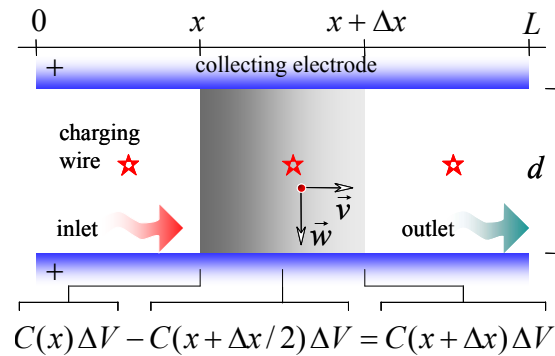 0 x x + Δx L
+ collecting electrode
charging
wire
d
v⃗
inlet w⃗ outlet
+
C(x) ΔV − C(x + Δx/2) ΔV = C(x + Δx) ΔV